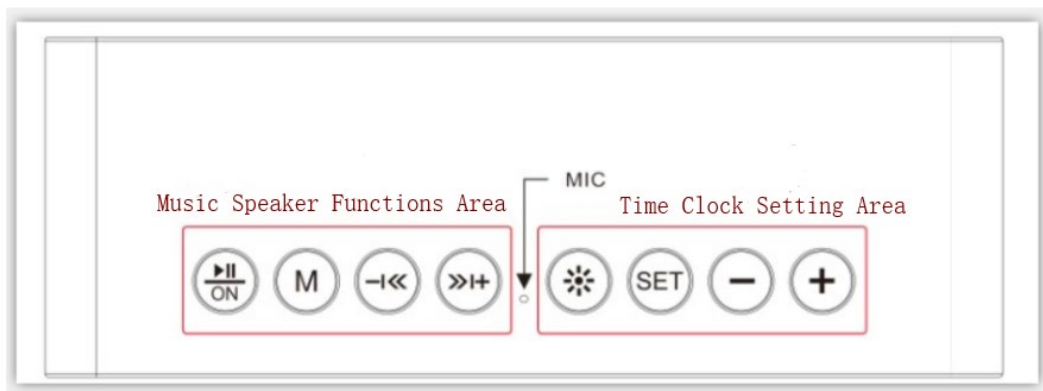 MIC
Music Speaker Functions Area
Time Clock Setting Area
ON
M
SET